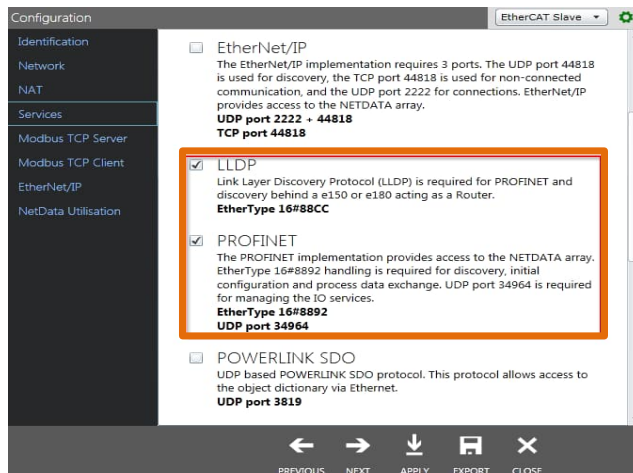 Configuration
EtherCAT Slave
Identification
Network
NAT
Services
Modbus TCP Server
Modbus TCP Client
EtherNet/IP
NetData Utilisation
EtherNet/IP
The EtherNet/IP implementation requires 3 ports. The UDP port 44818
is used for discovery, the TCP port 44818 is used for non-connected
communication, and the UDP port 2222 for connections. EtherNet/IP
provides access to the NETDATA array.
UDP port 2222 + 44818
TCP port 44818
LLDP
Link Layer Discovery Protocol (LLDP) is required for PROFINET and
discovery behind a e150 or e180 acting as a Router.
EtherType 16#88CC
PROFINET
The PROFINET implementation provides access to the NETDATA array.
EtherType 16#8892 handling is required for discovery, initial
configuration and process data exchange. UDP port 34964 is required
for managing the IO services.
EtherType 16#8892
UDP port 34964
POWERLINK SDO
UDP based POWERLINK SDO protocol. This protocol allows access to
the object dictionary via Ethernet.
UDP port 3819
PREVIOUS NEXT APPLY EXPORT CLOSE